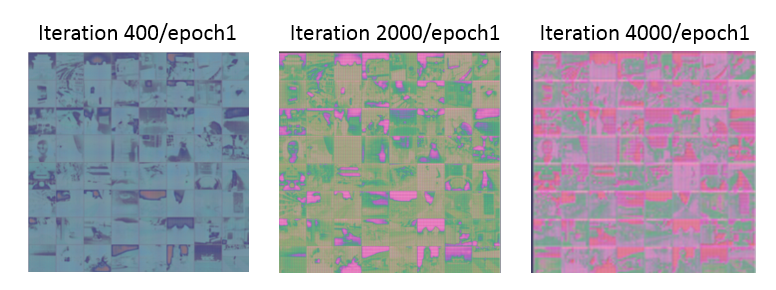 Iteration 400/epoch1
Iteration 2000/epoch1
Iteration 4000/epoch1